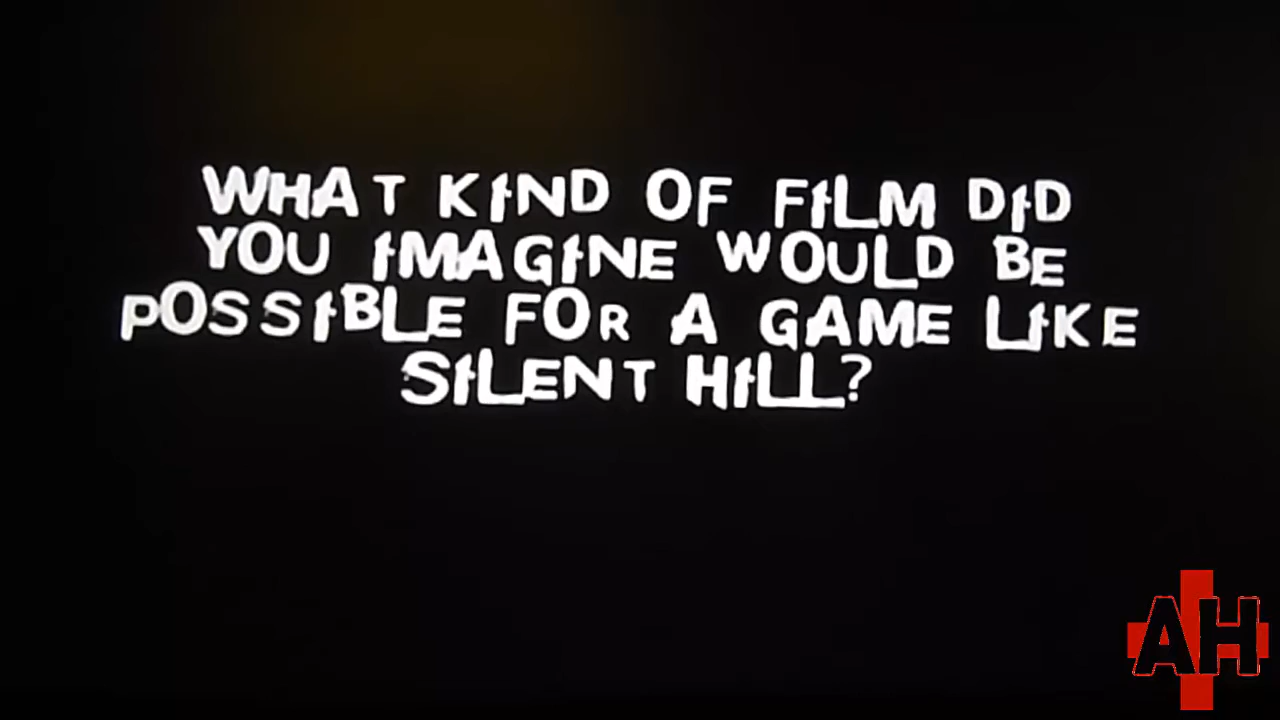 WHAT KIND OF FILM DID
YOU IMAGINE WOULD BE
POSSIBLE FOR A GAME LIKE
SILENT HILL?
AH